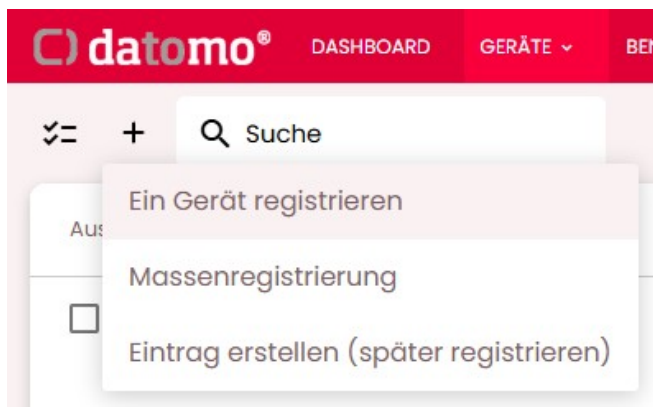 datomo® DASHBOARD GERÄTE
Suche
Ein Gerät registrieren
Massenregistrierung
Eintrag erstellen (später registrieren)